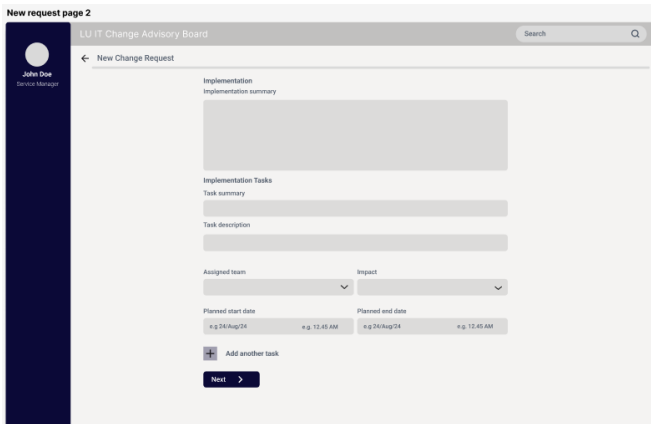 New request page 2
LU IT Change Advisory Board
Search
John Doe
Service Manager
New Change Request
Implementation
Implementation summary
Implementation Tasks
Task summary
Task description
Assigned team
Impact
Planned start date
Planned end date
e.g 24/Aug/24
e.g. 12.45 AM
e.g 24/Aug/24
e.g. 12.45 AM
Add another task
Next